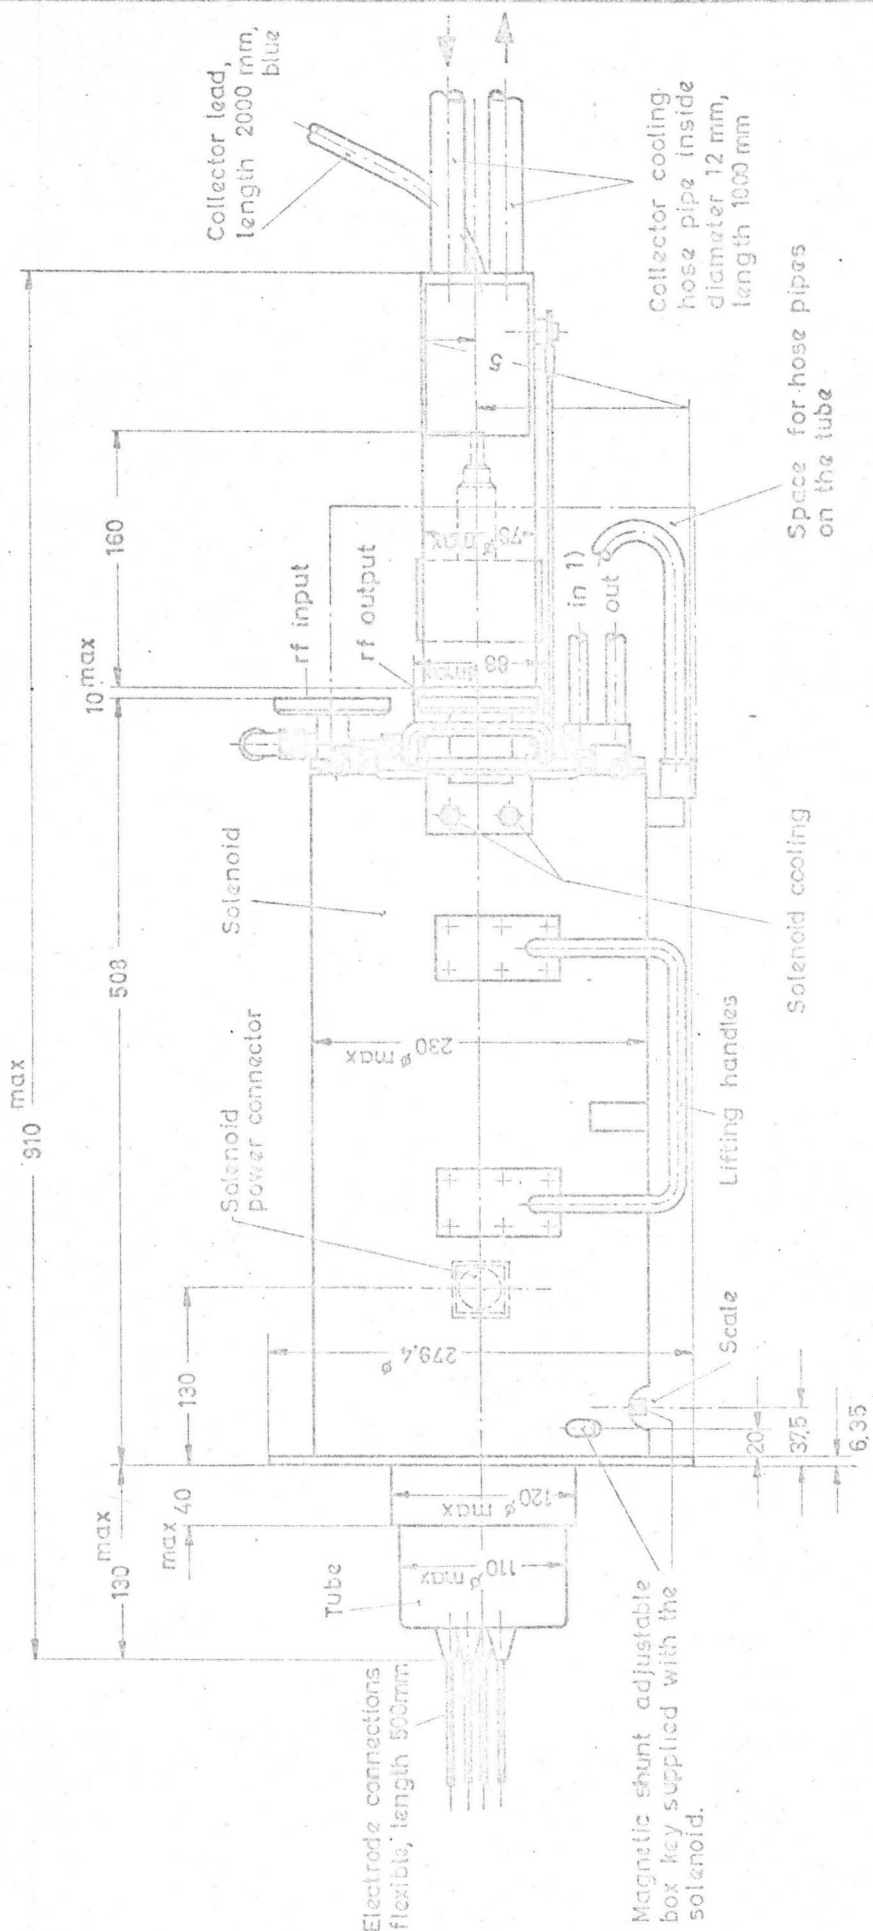 910 max
130 max
508
10 max
160
max 40
130
Collector lead,
length 2000 mm,
blue
rf input
rf output
Solenoid
Solenoid
power connector
Tube
Electrode connections
flexible, length 500mm
110 ø max
120 ø max
279,4 ø
230 ø max
88
max
78 ø
max
5
in 1)
out
Collector cooling
hose pipe inside
diameter 12 mm,
length 1000 mm
Space for hose pipes
on the tube
Solenoid cooling
Lifting handles
Scale
20
37,5
6,35
Magnetic shunt adjustable
box key supplied with the
solenoid.